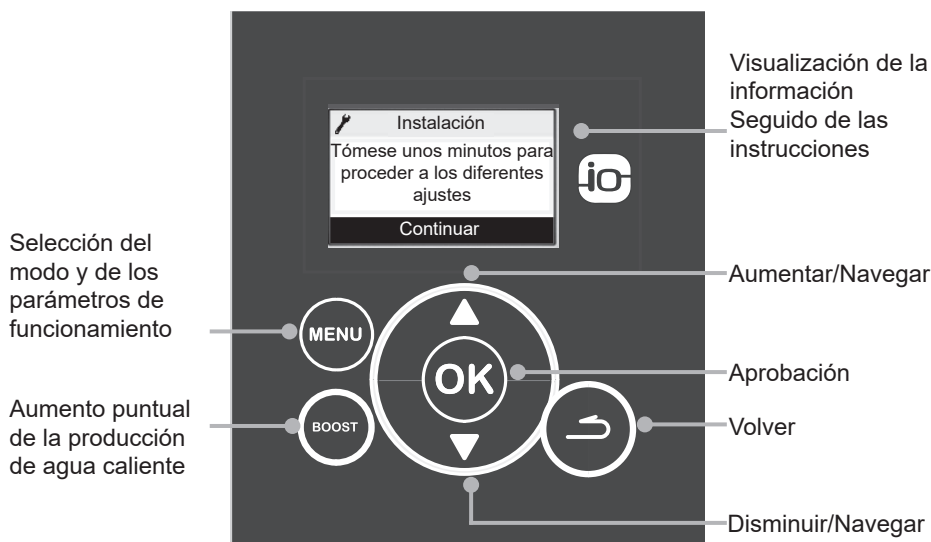 Instalación
Tómese unos minutos para
proceder a los diferentes
ajustes
Continuar
io
Visualización de la
información
Seguido de las
instrucciones
Selección del
modo y de los
parámetros de
funcionamiento
MENU
Aumentar/Navegar
OK
Aprobación
Aumento puntual
de la producción
de agua caliente
BOOST
Volver
Disminuir/Navegar